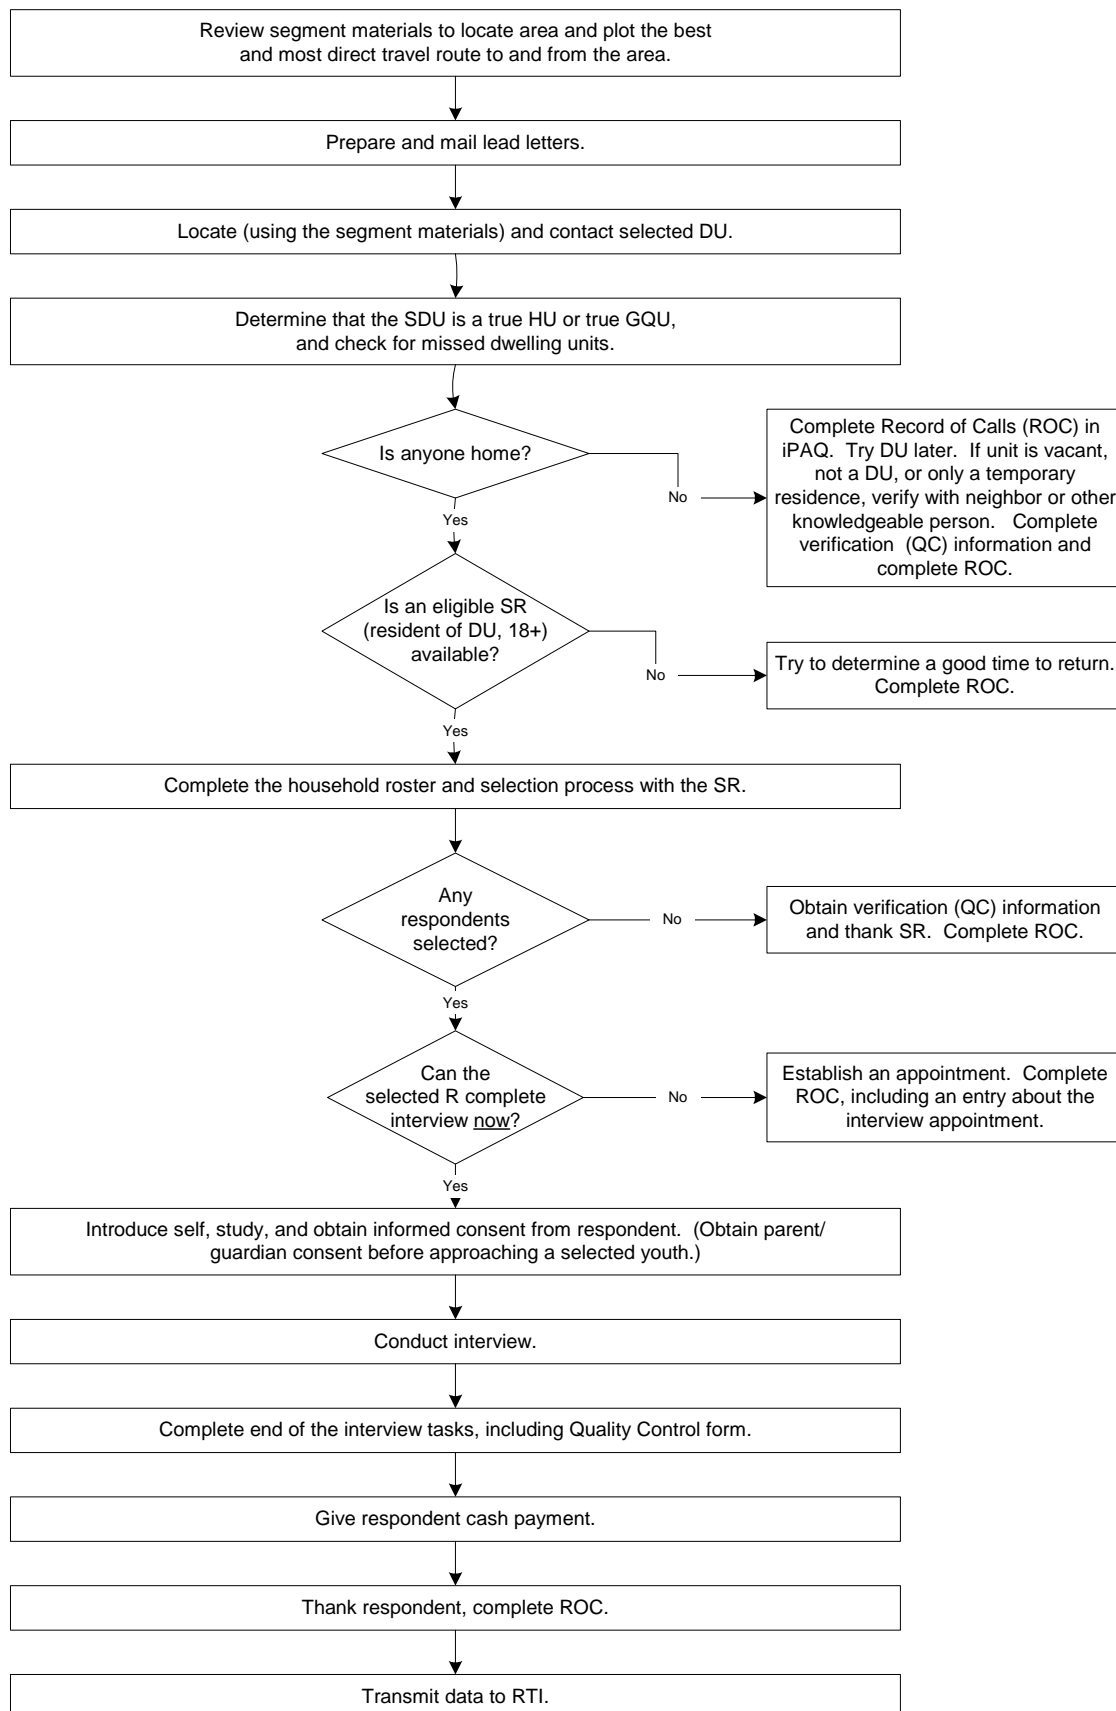 Review segment materials to locate area and plot the best
and most direct travel route to and from the area.
Prepare and mail lead letters.
Locate (using the segment materials) and contact selected DU.
Determine that the SDU is a true HU or true GQU,
and check for missed dwelling units.
Is anyone home?
No
Complete Record of Calls (ROC) in
iPAQ. Try DU later. If unit is vacant,
not a DU, or only a temporary
residence, verify with neighbor or other
knowledgeable person. Complete
verification (QC) information and
complete ROC.
Yes
Is an eligible SR
(resident of DU, 18+)
available?
No
Try to determine a good time to return.
Complete ROC.
Yes
Complete the household roster and selection process with the SR.
Any
respondents
selected?
No
Obtain verification (QC) information
and thank SR. Complete ROC.
Yes
Can the
selected R complete
interview now?
No
Establish an appointment. Complete
ROC, including an entry about the
interview appointment.
Yes
Introduce self, study, and obtain informed consent from respondent. (Obtain parent/
guardian consent before approaching a selected youth.)
Conduct interview.
Complete end of the interview tasks, including Quality Control form.
Give respondent cash payment.
Thank respondent, complete ROC.
Transmit data to RTI.